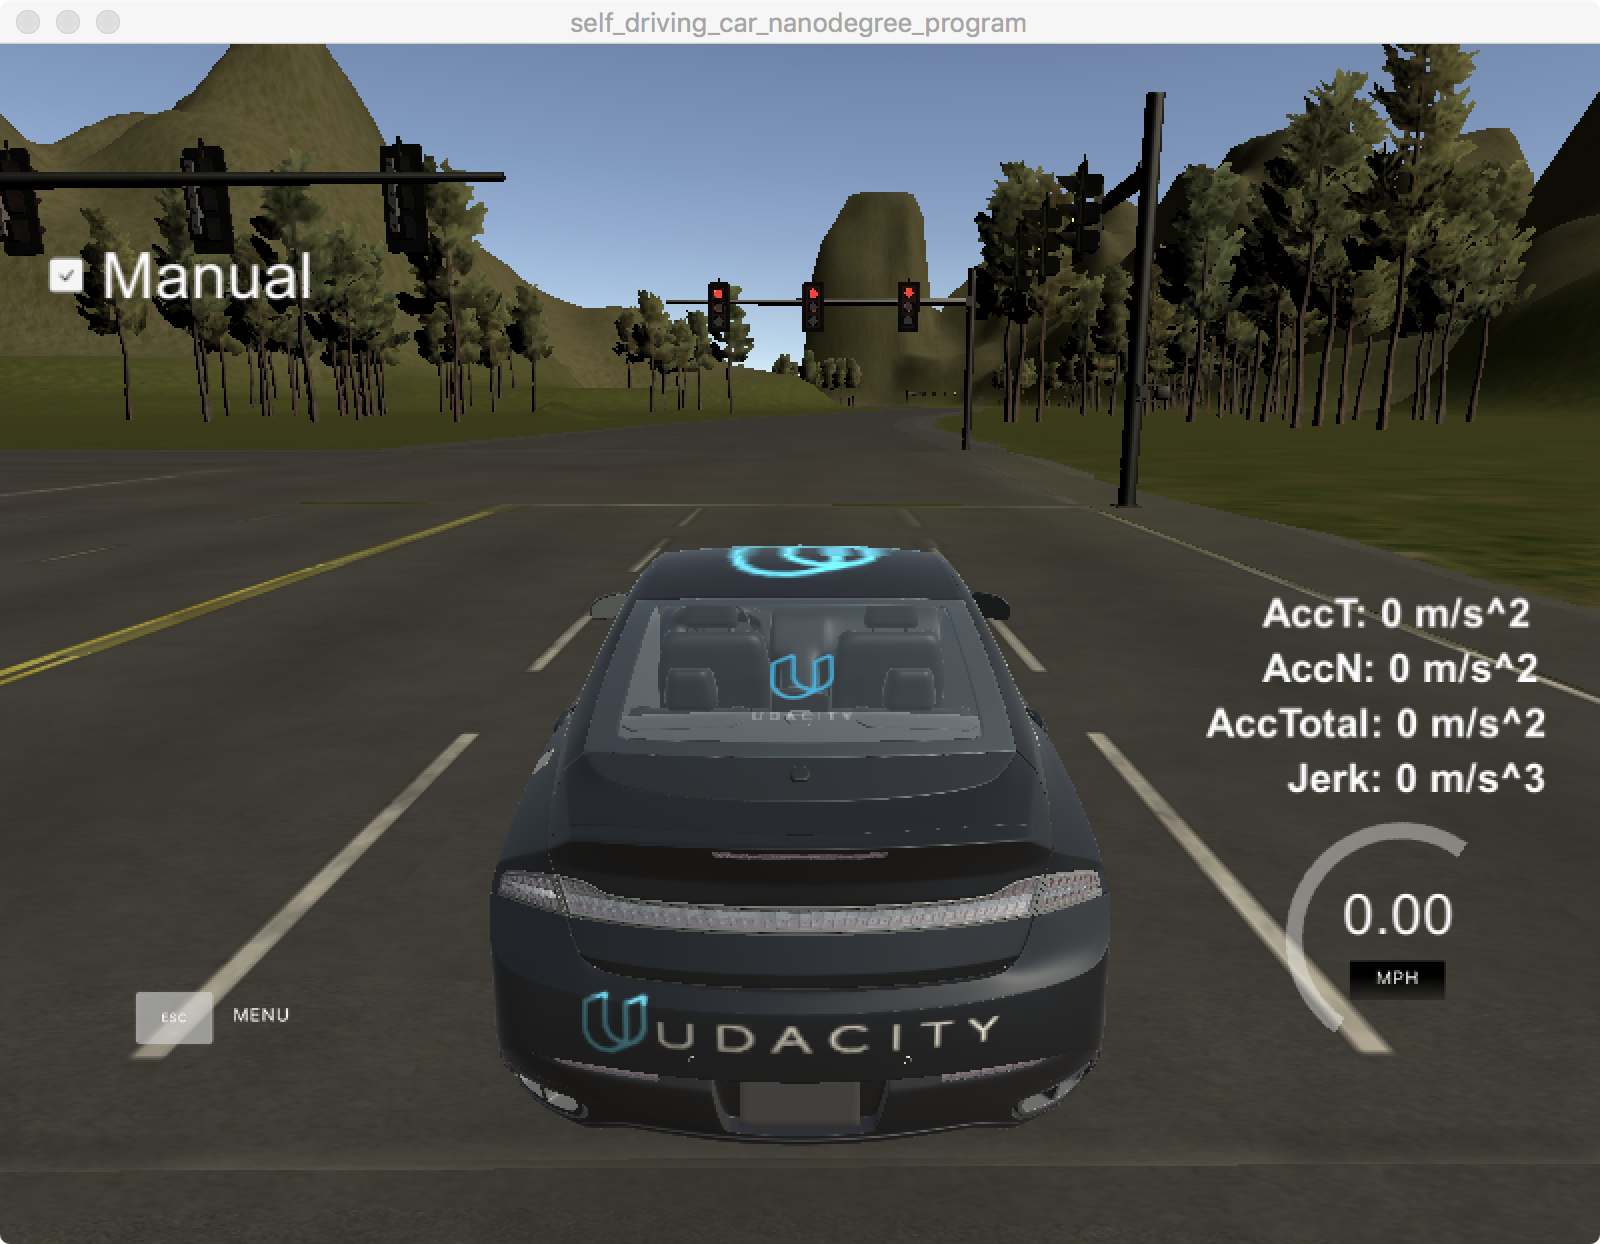 self_driving_car_nanodegree_program
Manual
UDACITY
AccT: 0 m/s^2
AccN: 0 m/s^2
AccTotal: 0 m/s^2
Jerk: 0 m/s^3
0.00
MPH
ESC MENU
UDACITY